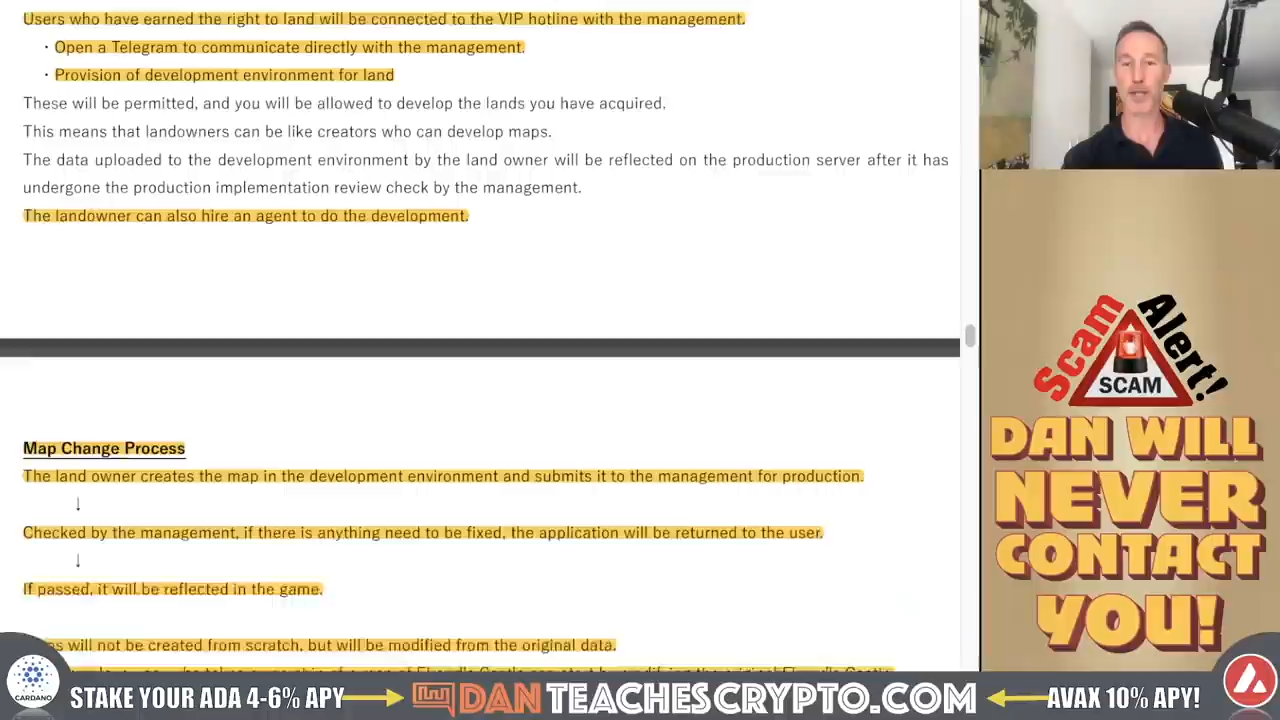 Users who have earned the right to land will be connected to the VIP hotline with the management.
・Open a Telegram to communicate directly with the management.
・Provision of development environment for land
These will be permitted, and you will be allowed to develop the lands you have acquired.
This means that landowners can be like creators who can develop maps.
The data uploaded to the development environment by the land owner will be reflected on the production server after it has
undergone the production implementation review check by the management.
The landowner can also hire an agent to do the development.
Map Change Process
The land owner creates the map in the development environment and submits it to the management for production.
↓
Checked by the management, if there is anything need to be fixed, the application will be returned to the user.
↓
If passed, it will be reflected in the game.
will not be created from scratch, but will be modified from the original data.
Scam Alert!
SCAM
DAN WILL
NEVER
CONTACT
YOU!
CARDANO
STAKE YOUR ADA 4-6% APY
DANTEACHESCRYPTO.COM
AVAX 10% APY!